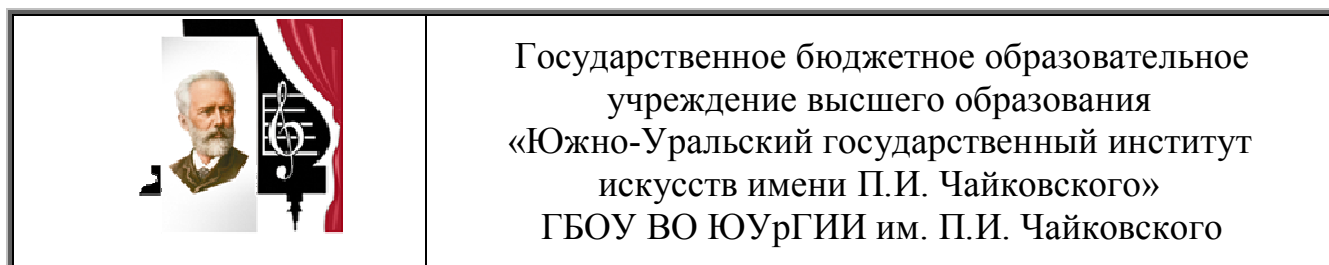 Государственное бюджетное образовательное
учреждение высшего образования
«Южно-Уральский государственный институт
искусств имени П.И. Чайковского»
ГБОУ ВО ЮУрГИИ им. П.И. Чайковского